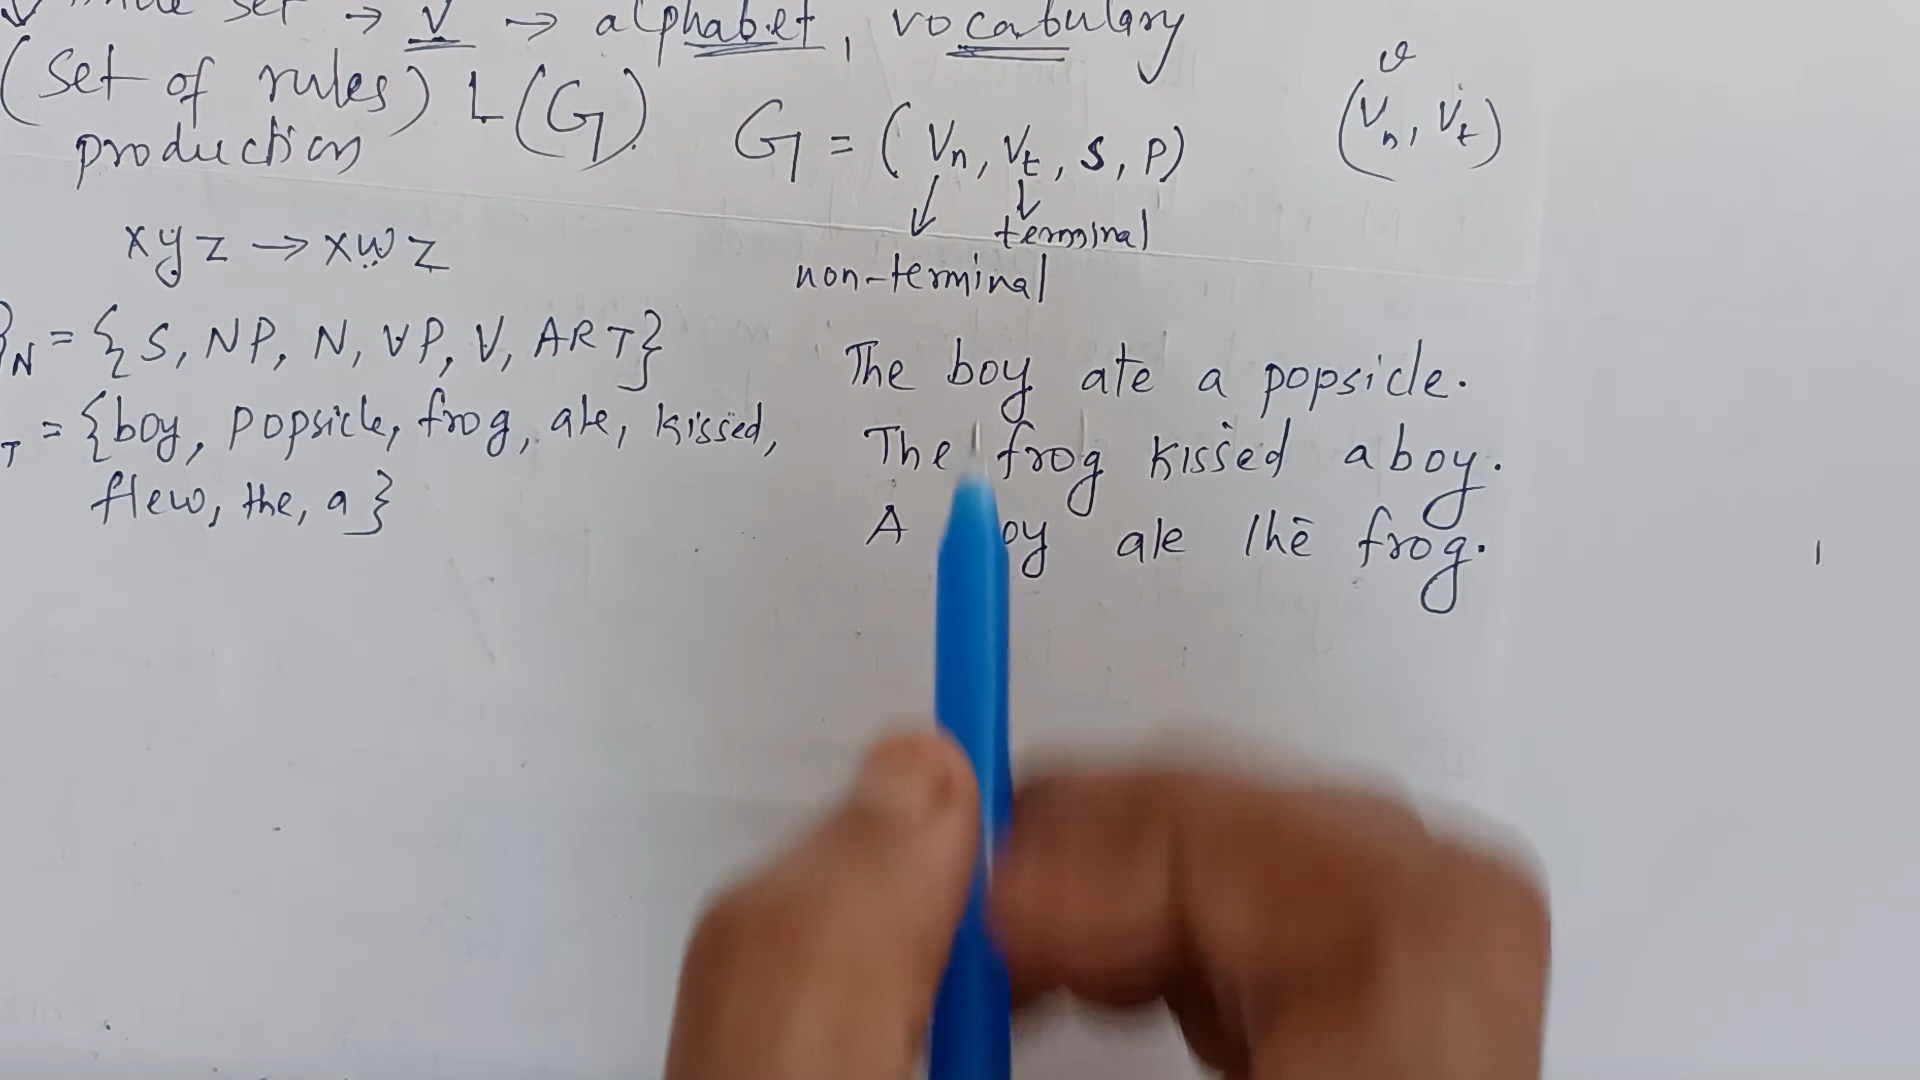 set → V → alphabet, vocabulary
(set of rules) L(G)
production
G = (Vn, Vt, S, P)
non-terminal
terminal
v
(Vn, Vt)
xyz → xwz
N = {S, NP, N, VP, V, ART}
T = {boy, popsicle, frog, ate, kissed,
flew, the, a}
The boy ate a popsicle.
The frog kissed a boy.
A oy ate the frog.